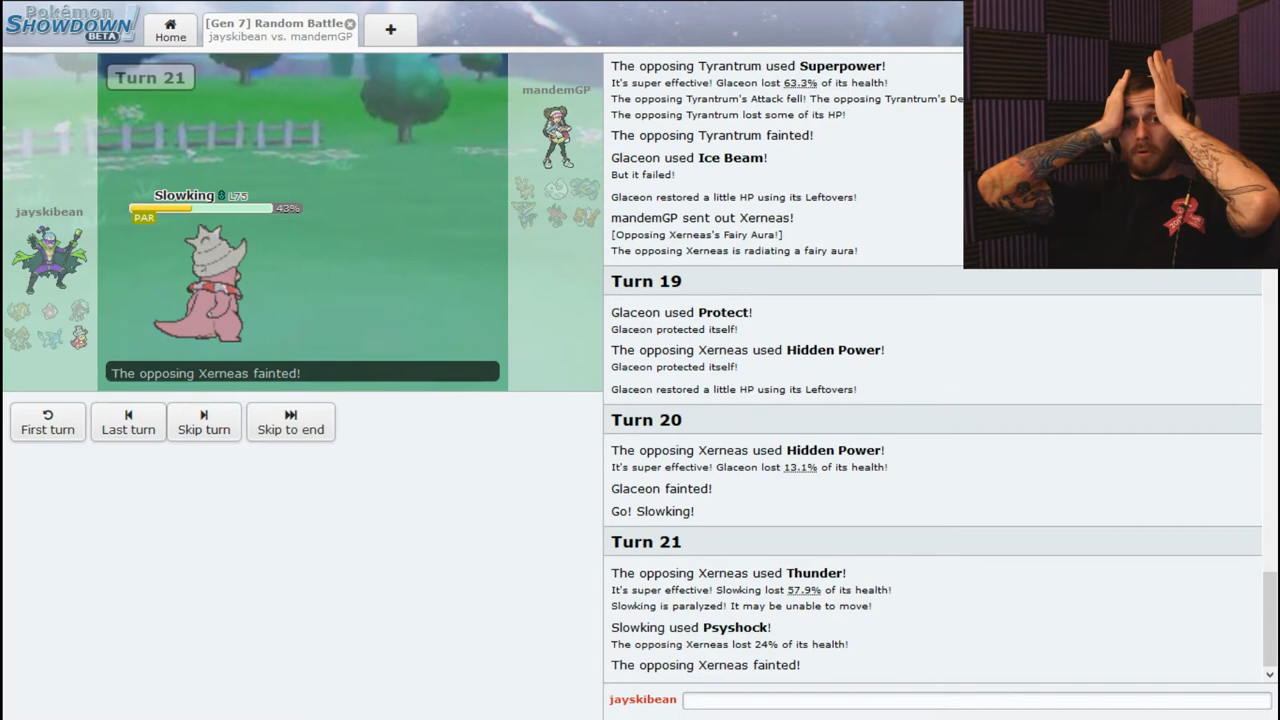 Pokémon
SHOWDOWN!
BETA
Home
[Gen 7] Random Battle
jayskibean vs. mandemGP
+
Turn 21
jayskibean
mandemGP
Slowking L75
43%
PAR
The opposing Xerneas fainted!
First turn
Last turn
Skip turn
Skip to end
The opposing Tyrantrum used Superpower!
It's super effective! Glaceon lost 63.3% of its health!
The opposing Tyrantrum's Attack fell! The opposing Tyrantrum's De
The opposing Tyrantrum lost some of its HP!
The opposing Tyrantrum fainted!
Glaceon used Ice Beam!
But it failed!
Glaceon restored a little HP using its Leftovers!
mandemGP sent out Xerneas!
[Opposing Xerneas's Fairy Aura!]
The opposing Xerneas is radiating a fairy aura!
Turn 19
Glaceon used Protect!
Glaceon protected itself!
The opposing Xerneas used Hidden Power!
Glaceon protected itself!
Glaceon restored a little HP using its Leftovers!
Turn 20
The opposing Xerneas used Hidden Power!
It's super effective! Glaceon lost 13.1% of its health!
Glaceon fainted!
Go! Slowking!
Turn 21
The opposing Xerneas used Thunder!
It's super effective! Slowking lost 57.9% of its health!
Slowking is paralyzed! It may be unable to move!
Slowking used Psyshock!
The opposing Xerneas lost 24% of its health!
The opposing Xerneas fainted!
jayskibean